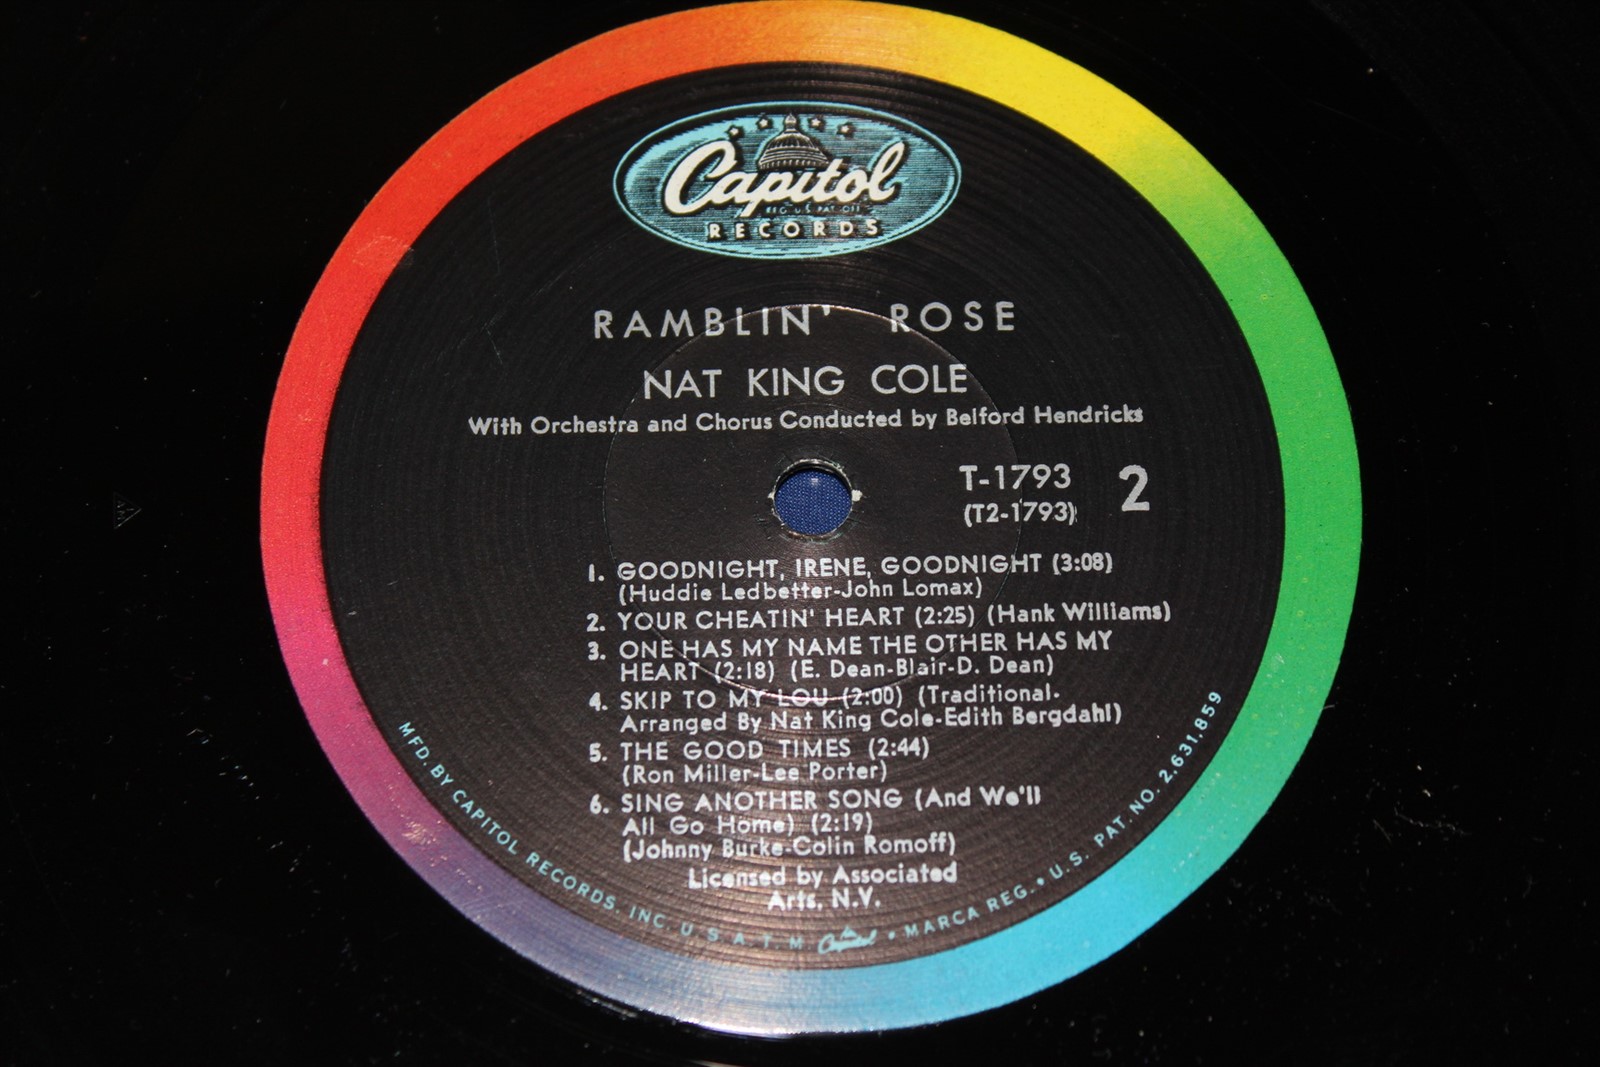 Capitol
REG. U.S. PAT. OFF.
RECORDS
RAMBLIN' ROSE
NAT KING COLE
With Orchestra and Chorus Conducted by Belford Hendricks
T-1793 2
(T2-1793)
1. GOODNIGHT, IRENE, GOODNIGHT (3:08)
(Huddie Ledbetter-John Lomax)
2. YOUR CHEATIN' HEART (2:25) (Hank Williams)
3. ONE HAS MY NAME THE OTHER HAS MY
HEART (2:18) (E. Dean-Blair-D. Dean)
4. SKIP TO MY LOU (2:00) (Traditional-
Arranged By Nat King Cole-Edith Bergdahl)
5. THE GOOD TIMES (2:44)
(Ron Miller-Lee Porter)
6. SING ANOTHER SONG (And We'll
All Go Home) (2:19)
(Johnny Burke-Colin Romoff)
Licensed by Associated
Arts, N.Y.
MFD. BY CAPITOL RECORDS, INC. U.S.A. T.M. Capitol • MARCA REG. • U.S. PAT. NO. 2,631,859